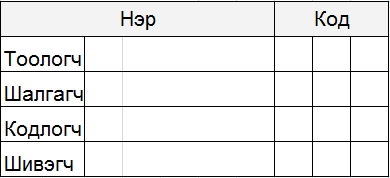 Нэр Код
Тоологч
Шалгагч
Кодлогч
Шивэгч